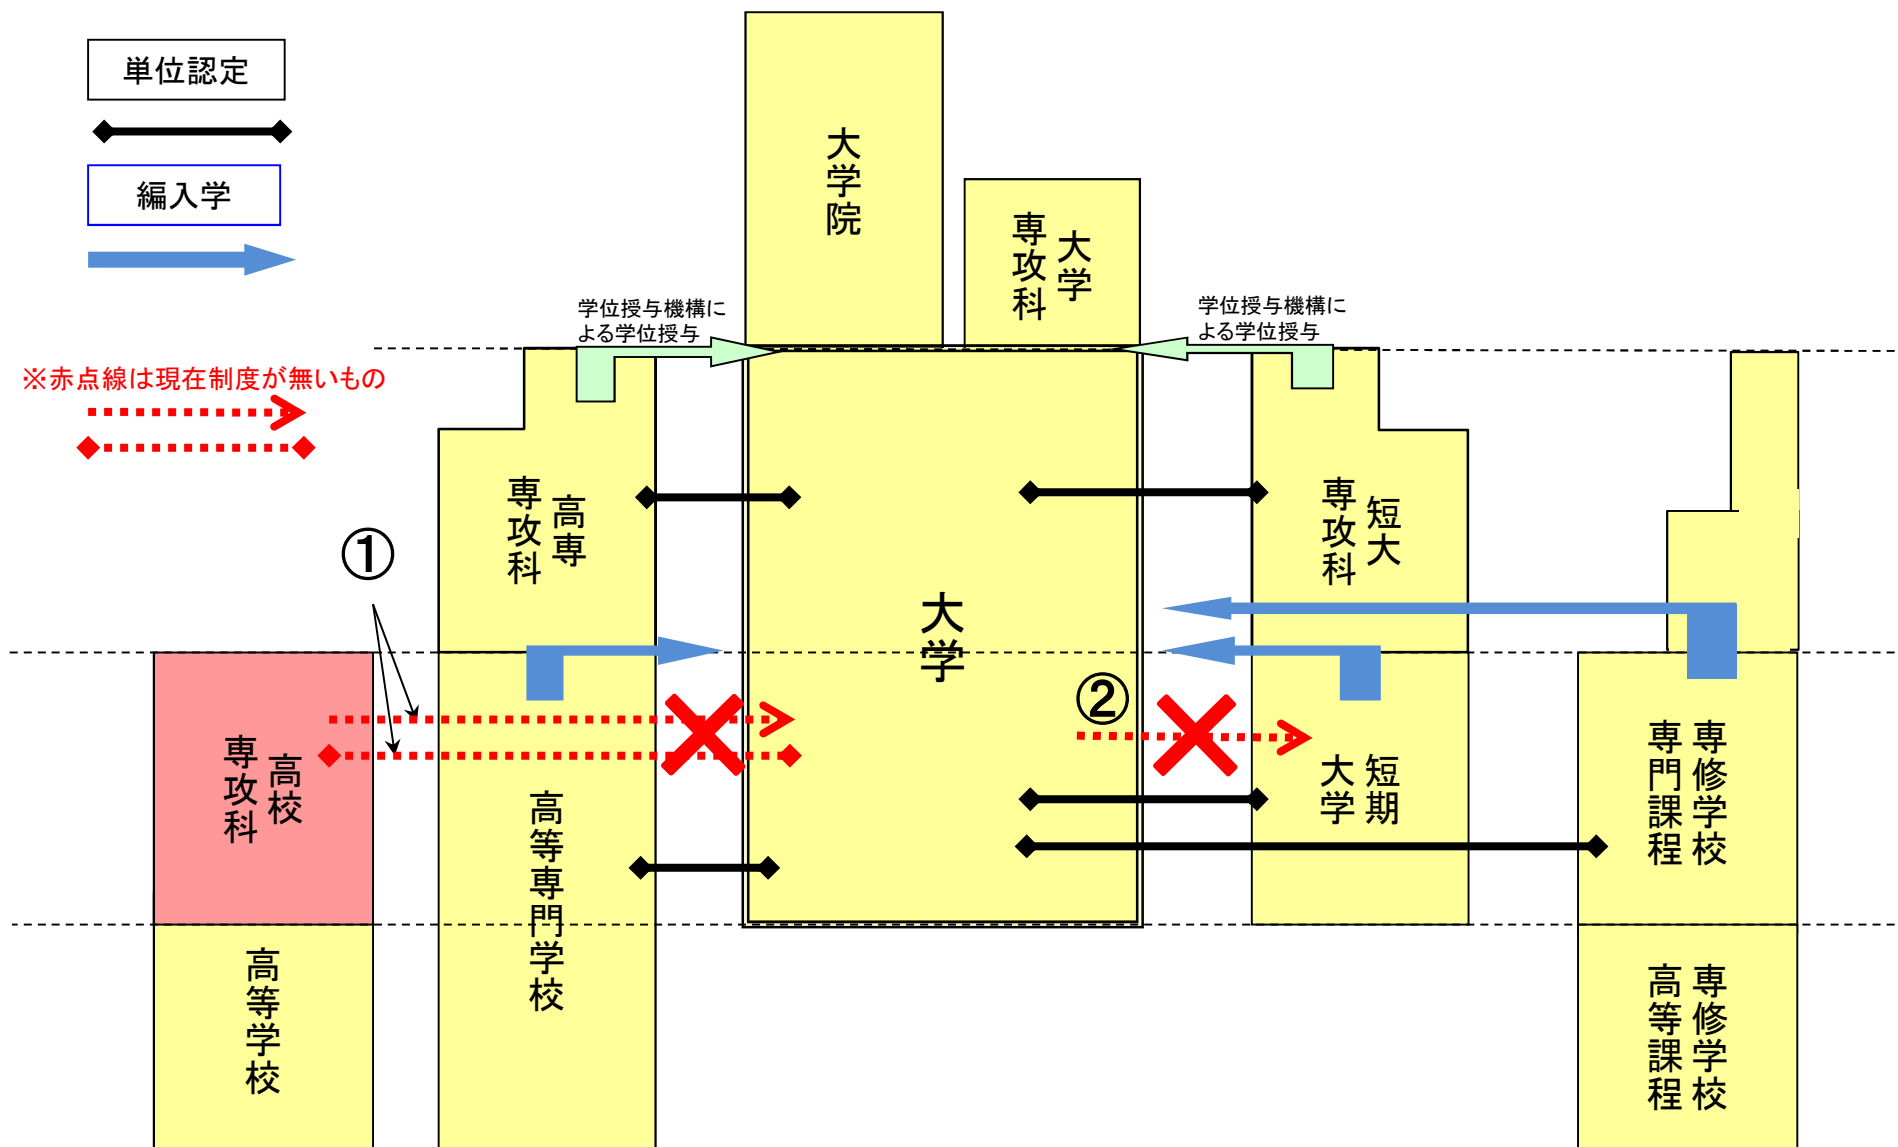 単位認定
編入学
※赤点線は現在制度が無いもの
大学院
大学
専攻科
学位授与機構に
よる学位授与
学位授与機構に
よる学位授与
高専
専攻科
短大
専攻科
①
大学
②
高校
専攻科
高等専門学校
短期
大学
専修学校
専門課程
高等学校
専修学校
高等課程